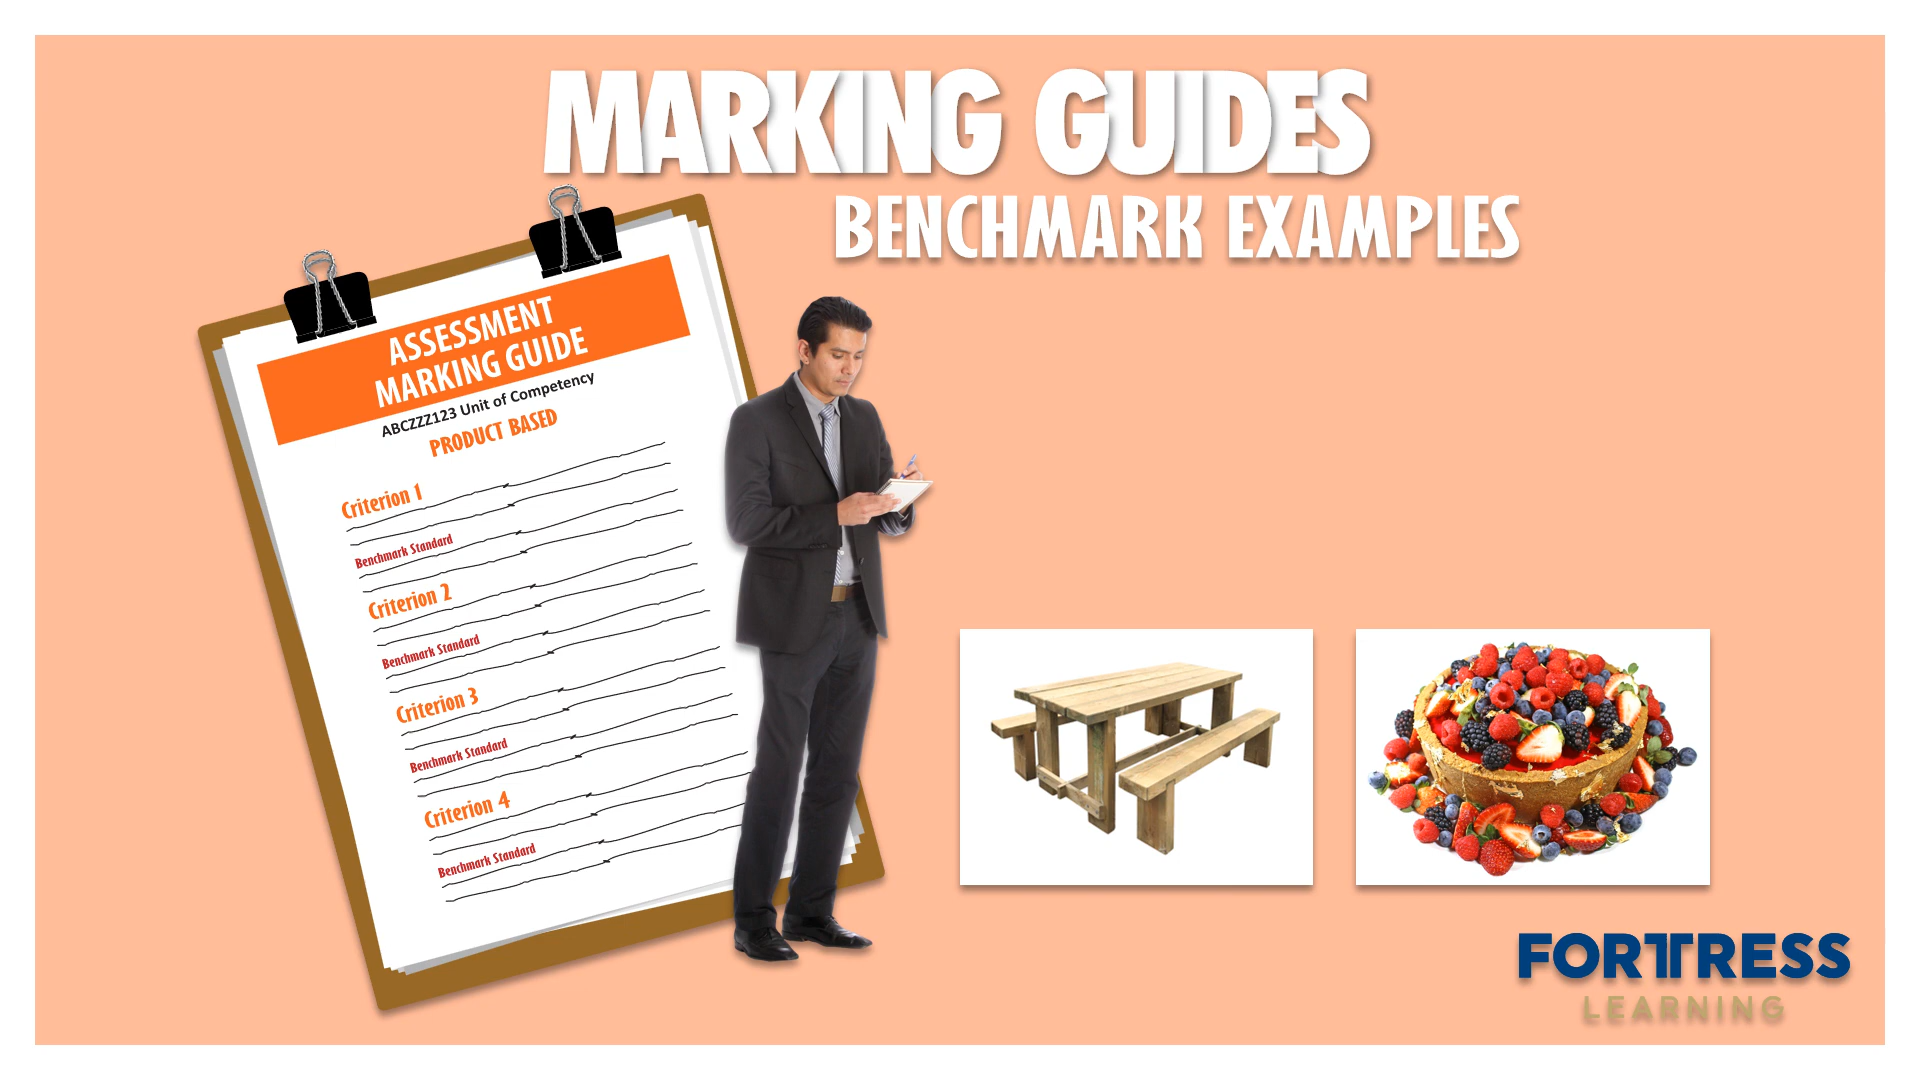 MARKING GUIDES
BENCHMARK EXAMPLES
ASSESSMENT
MARKING GUIDE
ABCZZZ123 Unit of Competency
PRODUCT BASED
Criterion 1
Benchmark Standard
Criterion 2
Benchmark Standard
Criterion 3
Benchmark Standard
Criterion 4
Benchmark Standard
FORTRESS
LEARNING